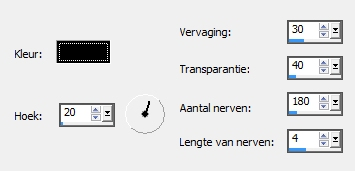 Kleur:
Hoek: 20
Vervaging: 30
Transparantie: 40
Aantal nerven: 180
Lengte van nerven: 4